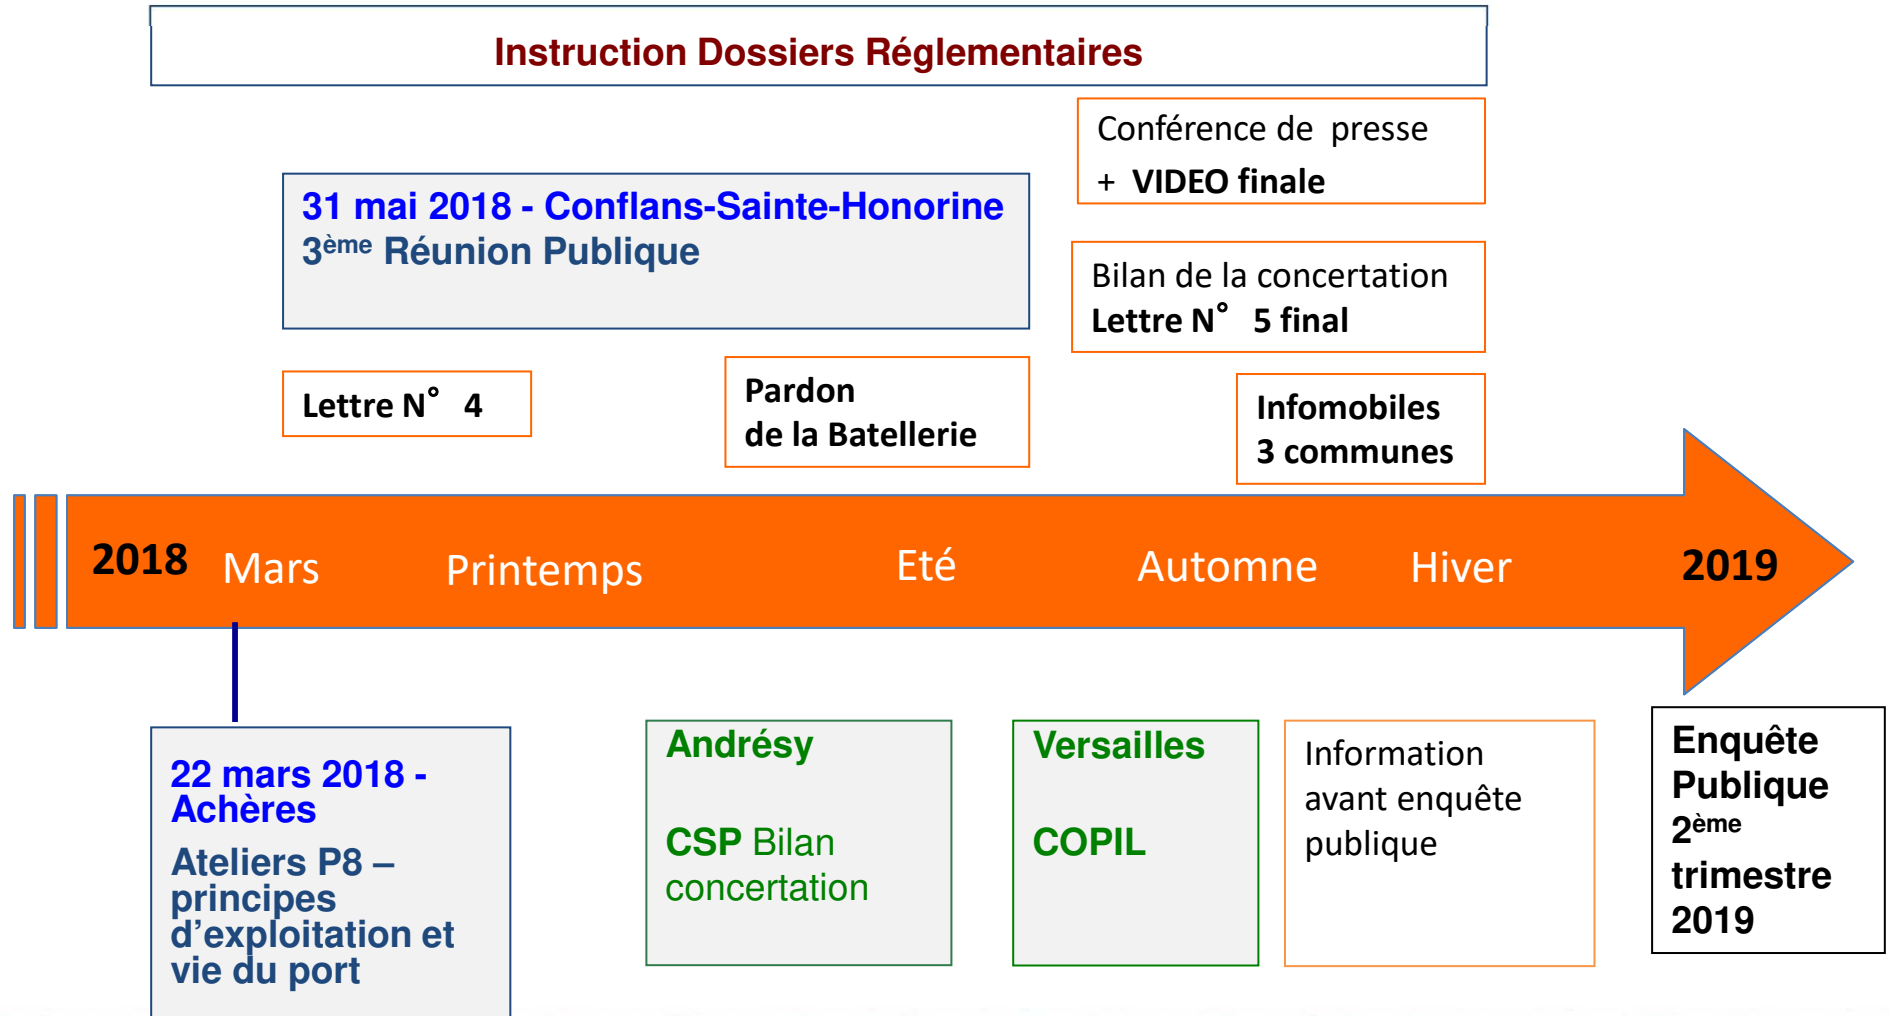 Instruction Dossiers Réglementaires
Conférence de presse
+ VIDEO finale
31 mai 2018 - Conflans-Sainte-Honorine
3ème Réunion Publique
Bilan de la concertation
Lettre N° 5 final
Lettre N° 4
Pardon
de la Batellerie
Infomobiles
3 communes
2018 Mars Printemps Eté Automne Hiver 2019
22 mars 2018 -
Achères
Ateliers P8 –
principes
d'exploitation et
vie du port
Andrésy
CSP Bilan
concertation
Versailles
COPIL
Information
avant enquête
publique
Enquête
Publique
2ème
trimestre
2019